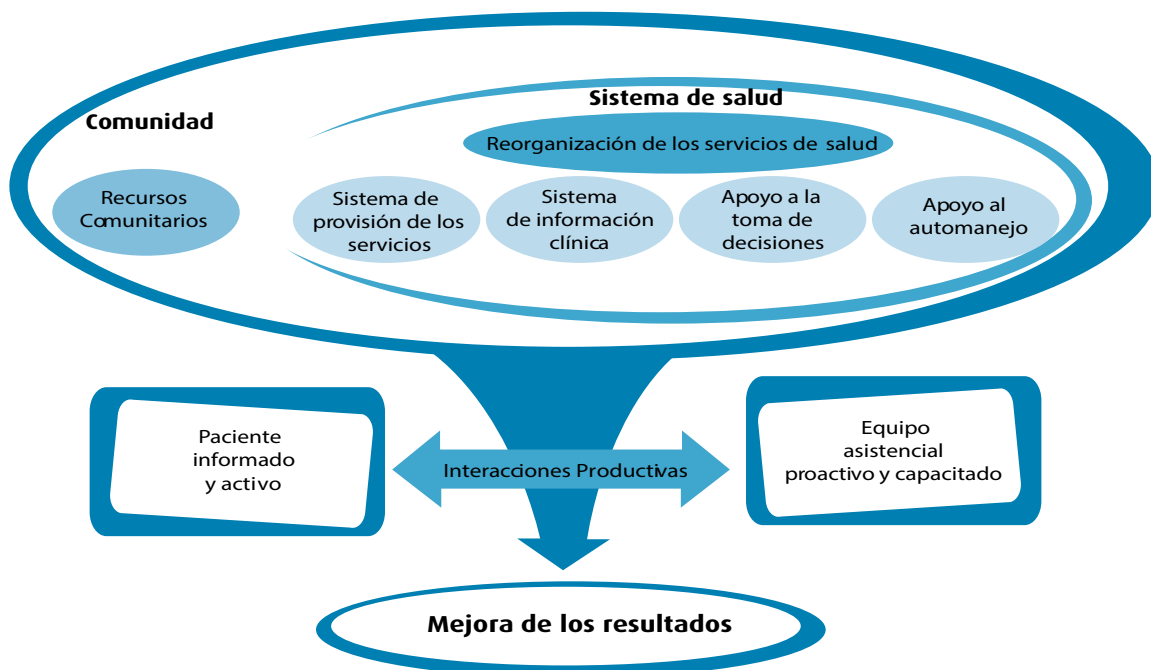 Sistema de salud
Comunidad
Reorganización de los servicios de salud
Recursos
Comunitarios
Sistema de
provisión de los
servicios
Sistema
de información
clínica
Apoyo a la
toma de
decisiones
Apoyo al
automanejo
Paciente
informado
y activo
Interacciones Productivas
Equipo
asistencial
proactivo y capacitado
Mejora de los resultados